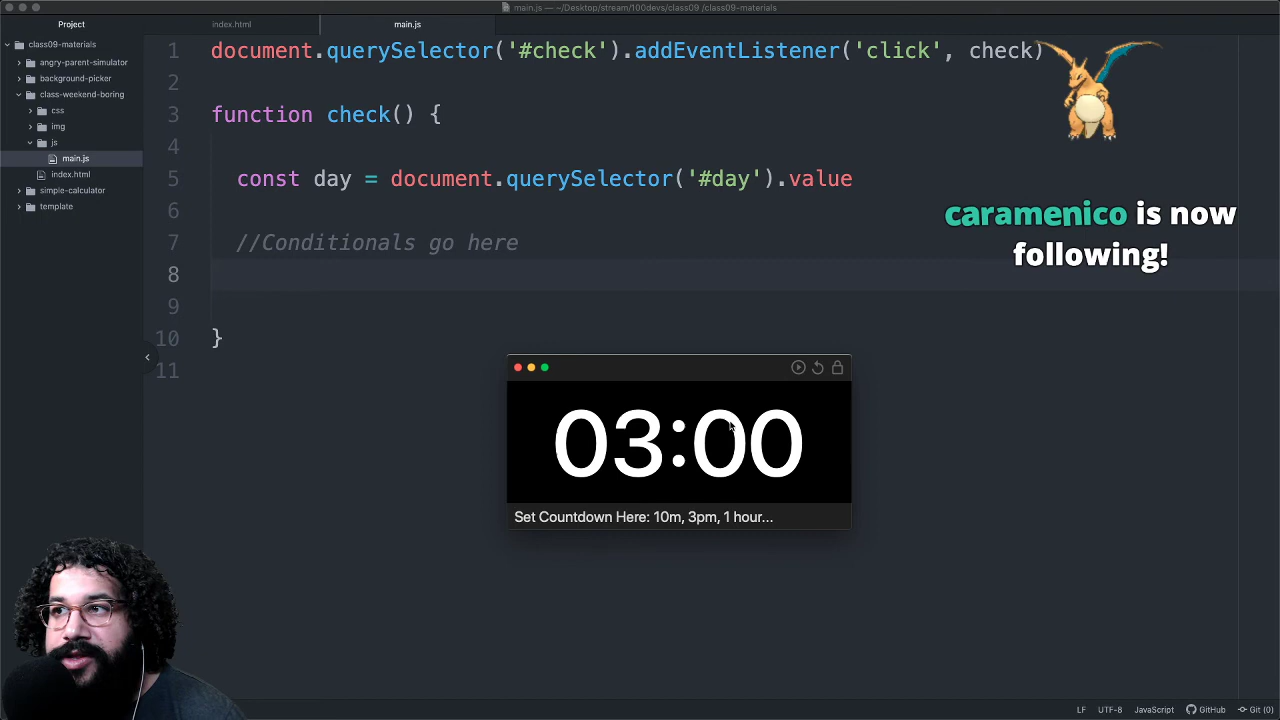 main.js — ~/Desktop/stream/100devs/class09 /class09-materials
Project
index.html
main.js
class09-materials
angry-parent-simulator
background-picker
class-weekend-boring
css
img
js
main.js
index.html
simple-calculator
template
1 document.querySelector('#check').addEventListener('click', check)
2
3 function check() {
4
5 const day = document.querySelector('#day').value
6
7 //Conditionals go here
8
9
10 }
11
caramenico is now
following!
03:00
Set Countdown Here: 10m, 3pm, 1 hour...
LF UTF-8 JavaScript GitHub Git (0)